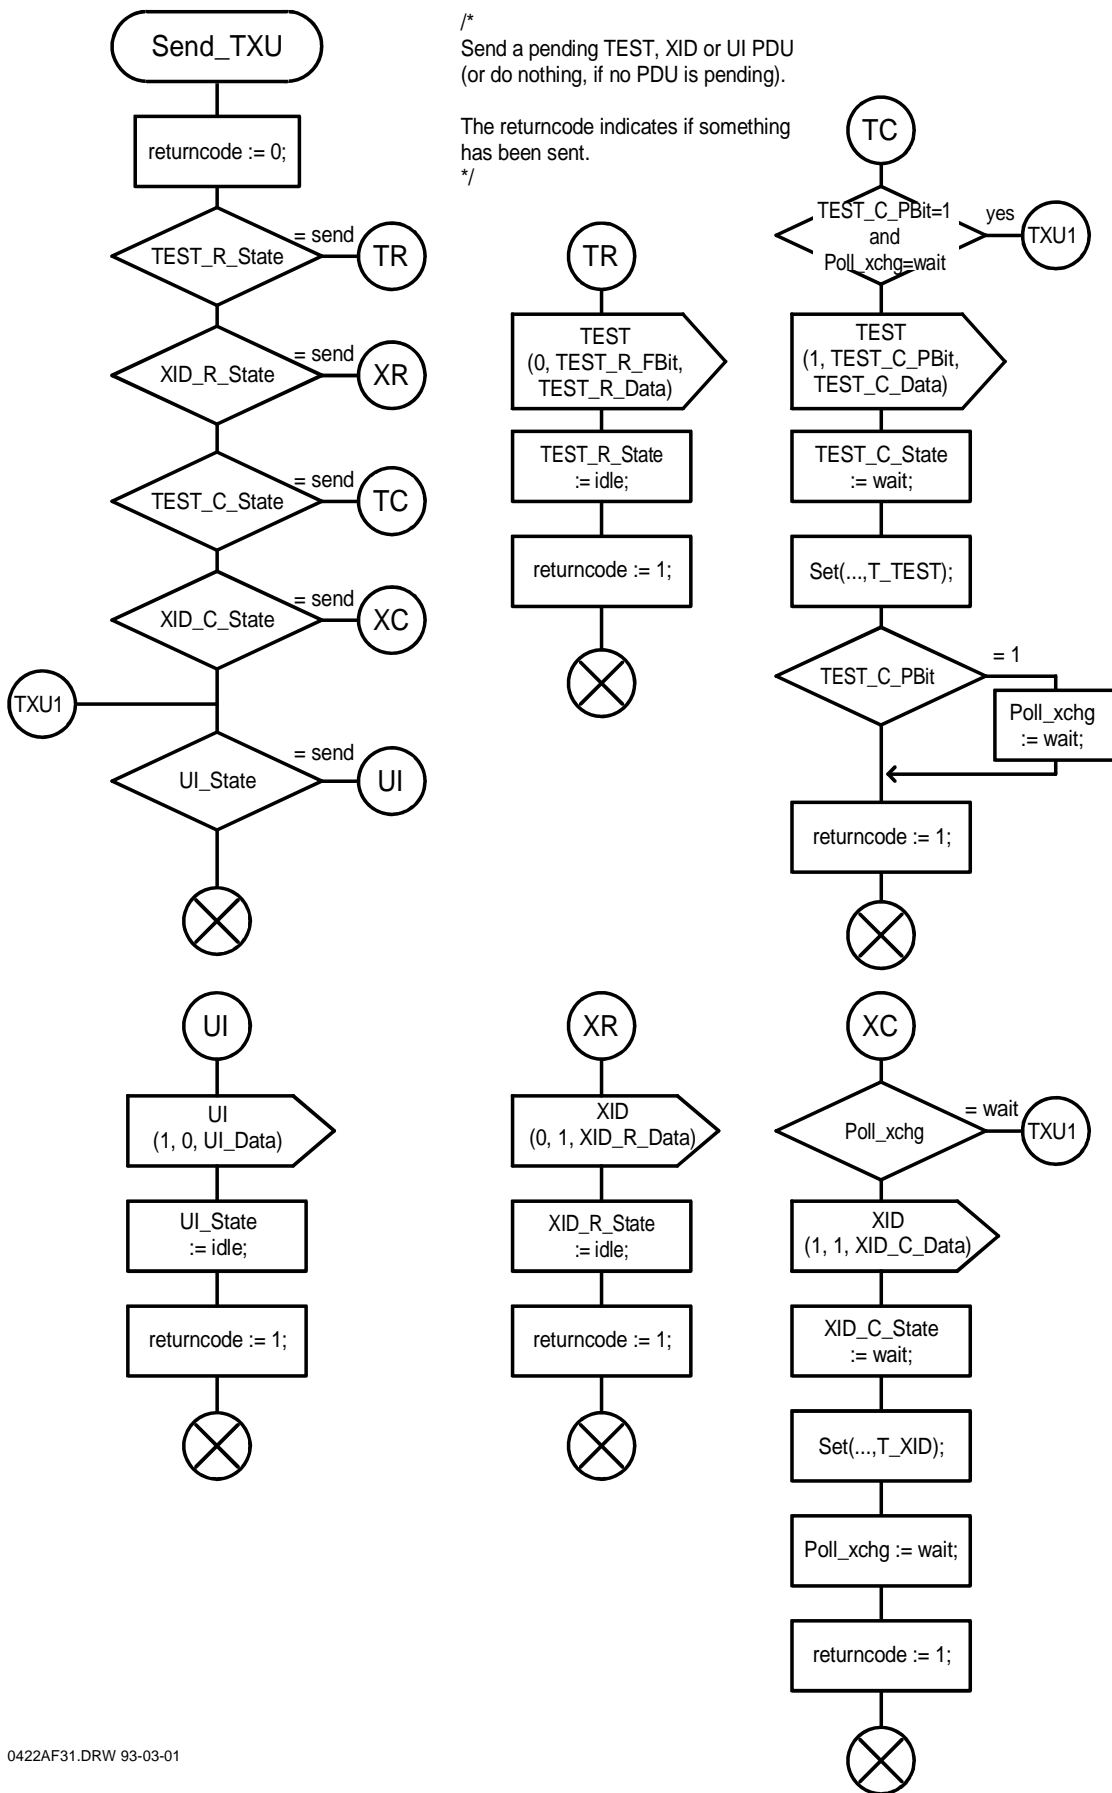 Send_TXU
returncode := 0;
TEST_R_State
= send
TR
XID_R_State
= send
XR
TEST_C_State
= send
TC
XID_C_State
= send
XC
TXU1
UI_State
= send
UI
/*
Send a pending TEST, XID or UI PDU
(or do nothing, if no PDU is pending).
The returncode indicates if something
has been sent.
*/
TR
TEST
(0, TEST_R_FBit,
TEST_R_Data)
TEST_R_State
:= idle;
returncode := 1;
TC
TEST_C_PBit=1
and
Poll_xchg=wait
yes
TXU1
TEST
(1, TEST_C_PBit,
TEST_C_Data)
TEST_C_State
:= wait;
Set(...,T_TEST);
TEST_C_PBit
= 1
Poll_xchg
:= wait;
returncode := 1;
UI
UI
(1, 0, UI_Data)
UI_State
:= idle;
returncode := 1;
XR
XID
(0, 1, XID_R_Data)
XID_R_State
:= idle;
returncode := 1;
XC
Poll_xchg
= wait
TXU1
XID
(1, 1, XID_C_Data)
XID_C_State
:= wait;
Set(...,T_XID);
Poll_xchg := wait;
returncode := 1;
0422AF31.DRW 93-03-01